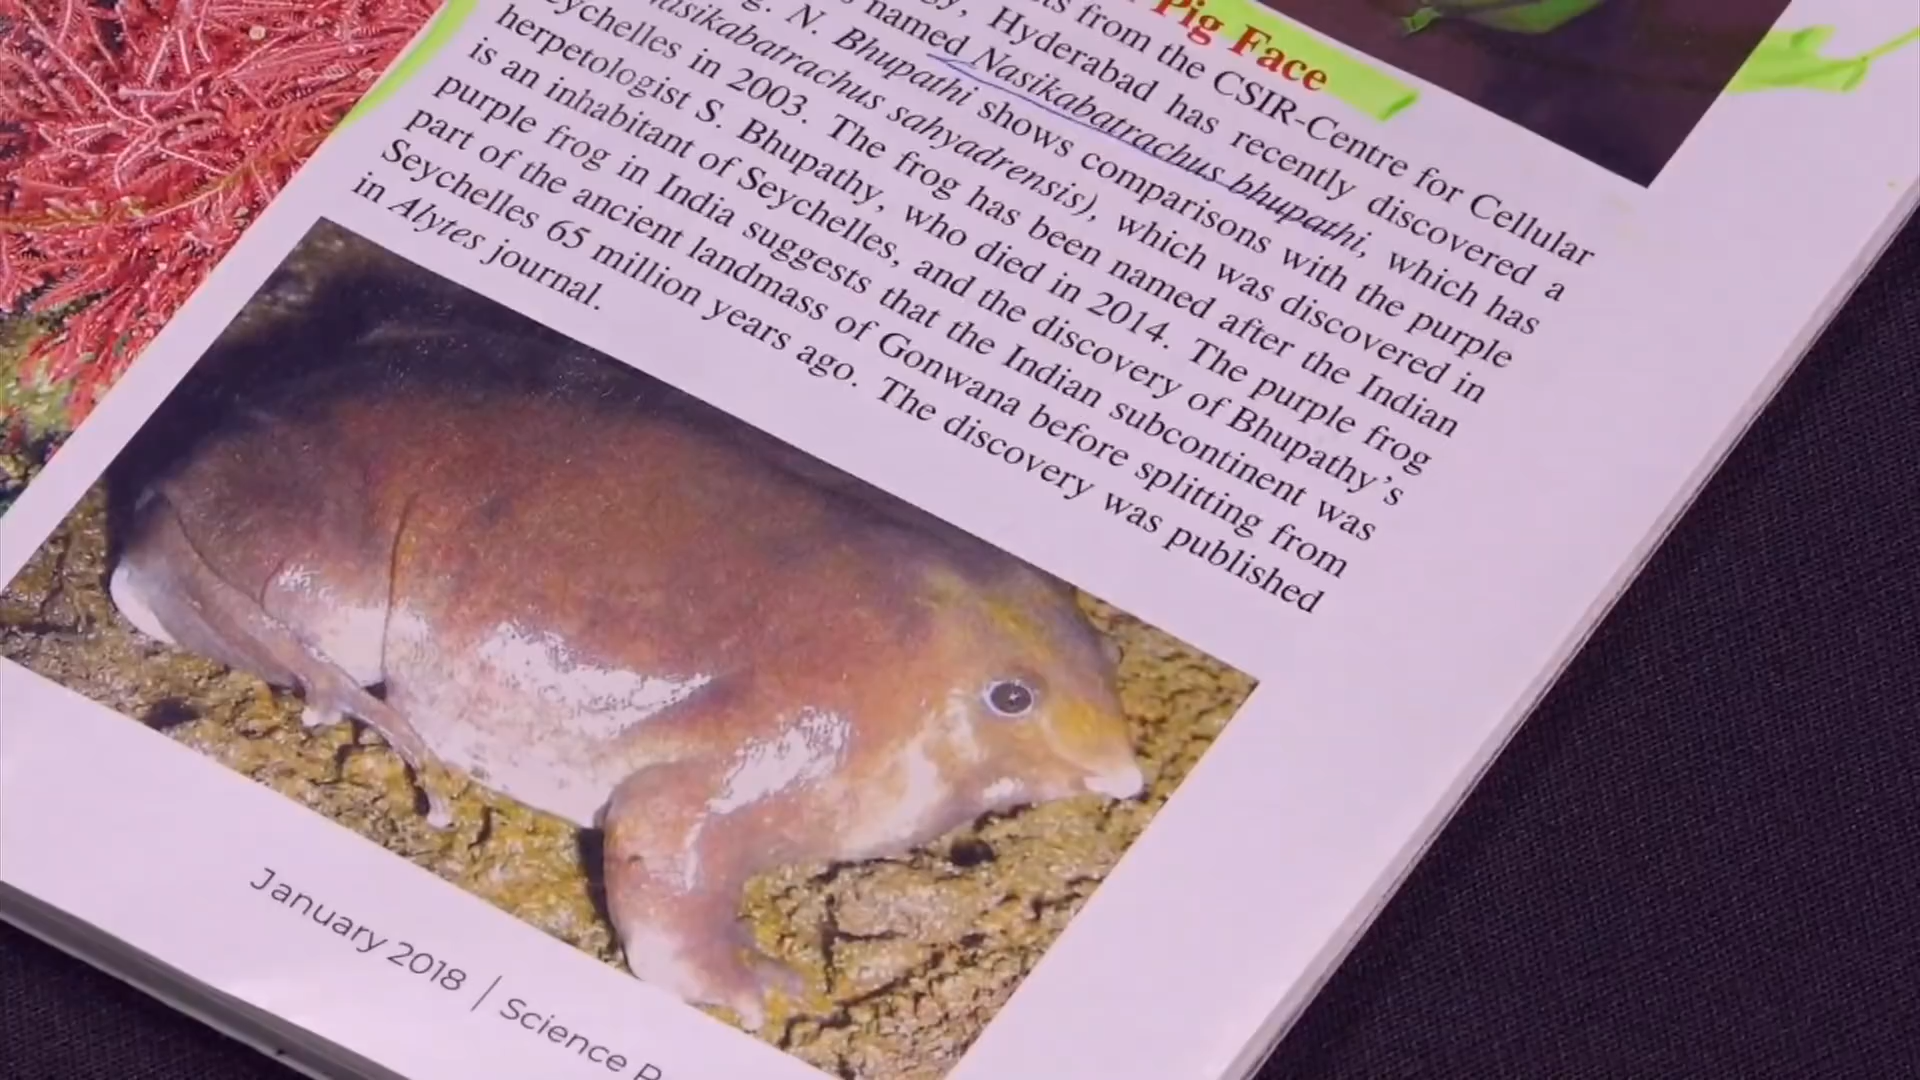 Pig Face
from the CSIR-Centre for Cellular
Hyderabad has recently discovered a
named Nasikabatrachus bhupathi, which has
N. Bhupathi shows comparisons with the purple
asikabatrachus sahyadrensis), which was discovered in
eychelles in 2003. The frog has been named after the Indian
herpetologist S. Bhupathy, who died in 2014. The purple frog
is an inhabitant of Seychelles, and the discovery of Bhupathy's
purple frog in India suggests that the Indian subcontinent was
part of the ancient landmass of Gonwana before splitting from
Seychelles 65 million years ago. The discovery was published
in Alytes journal.
January 2018 | Science